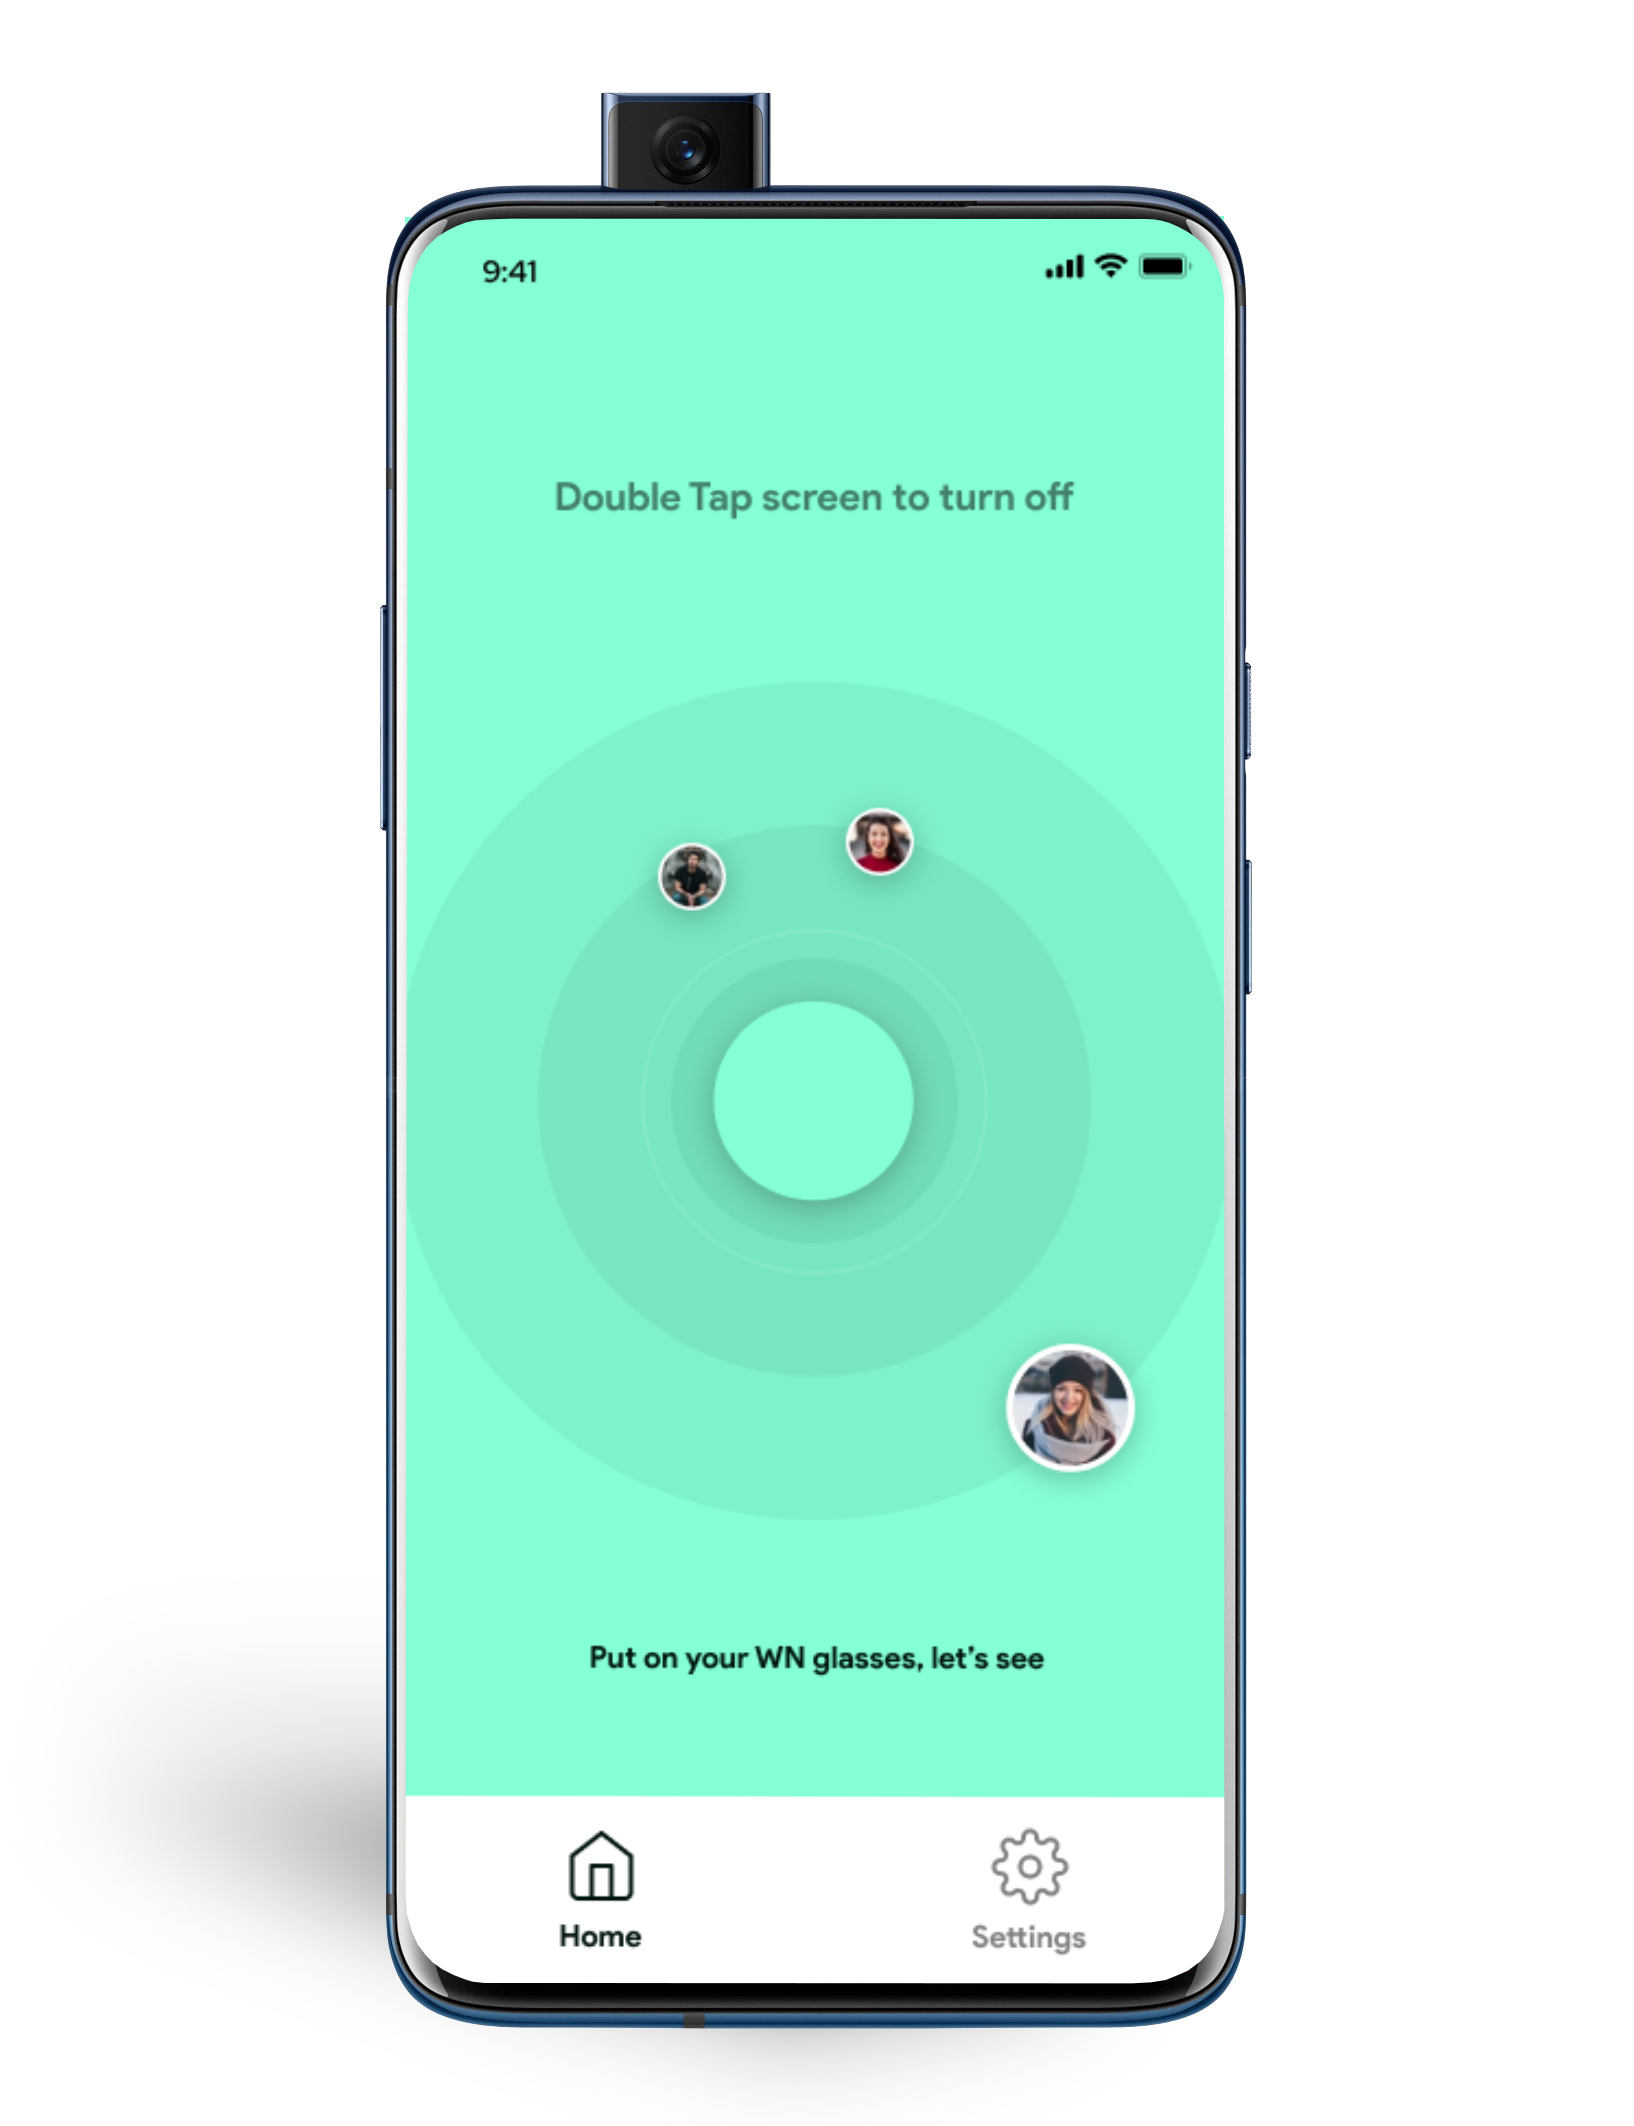 9:41
Double Tap screen to turn off
Put on your WN glasses, let's see
Home
Settings